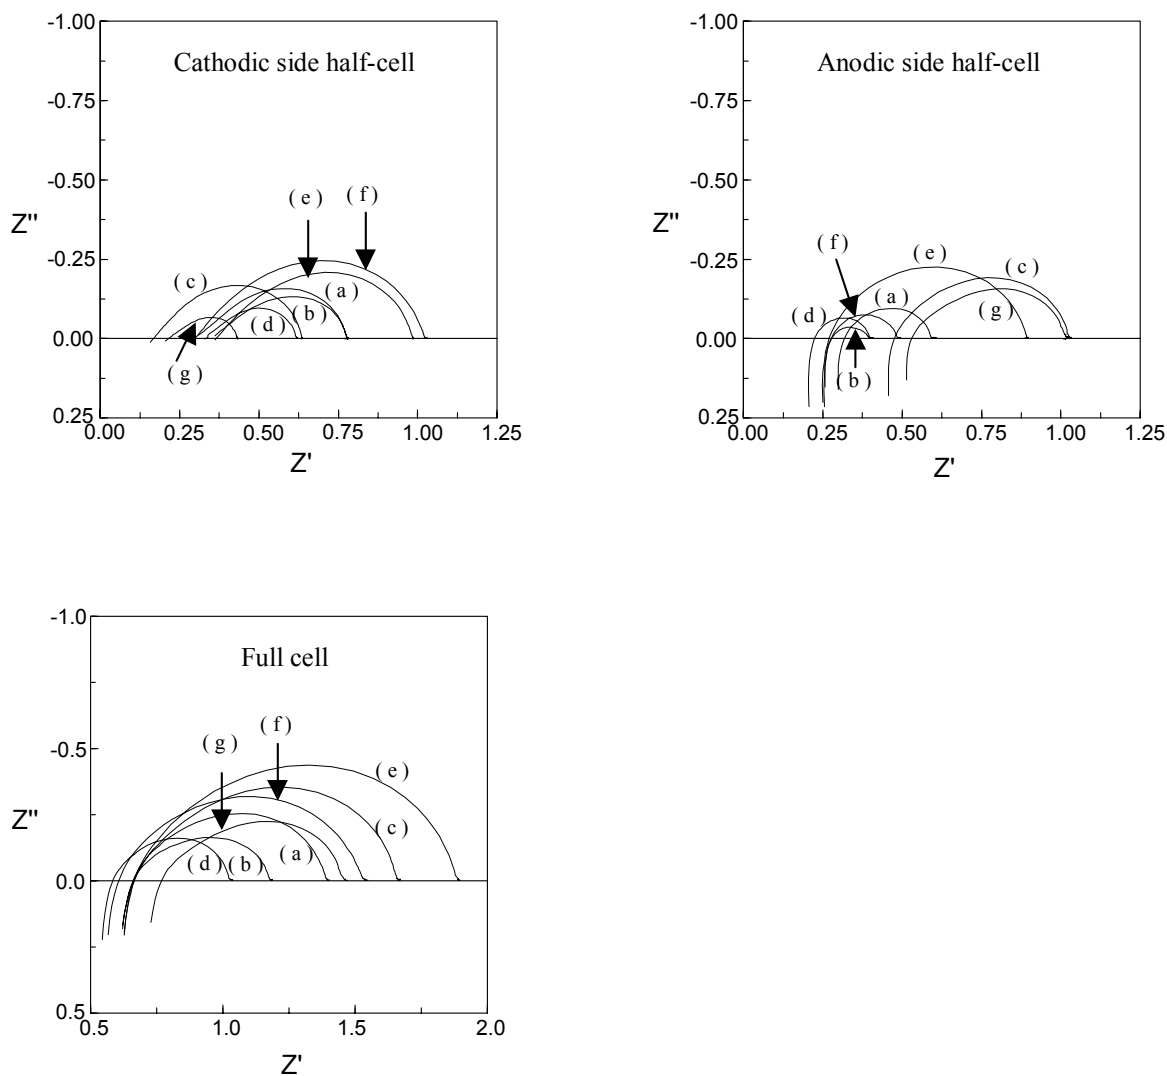 -1.00
Cathodic side half-cell
-0.75
-0.50
( e ) ( f )
Z"
-0.25
( c )
( a )
( d ) ( b )
0.00
( g )
0.25
0.00 0.25 0.50 0.75 1.00 1.25
Z'
-1.00
Anodic side half-cell
-0.75
-0.50
Z"
( f ) ( e )
-0.25
( c )
( d ) ( a ) ( g )
0.00
( b )
0.25
0.00 0.25 0.50 0.75 1.00 1.25
Z'
-1.0
Full cell
( f )
( g )
-0.5
( e )
Z"
( c )
( d ) ( b ) ( a )
0.0
0.5
0.5 1.0 1.5 2.0
Z'